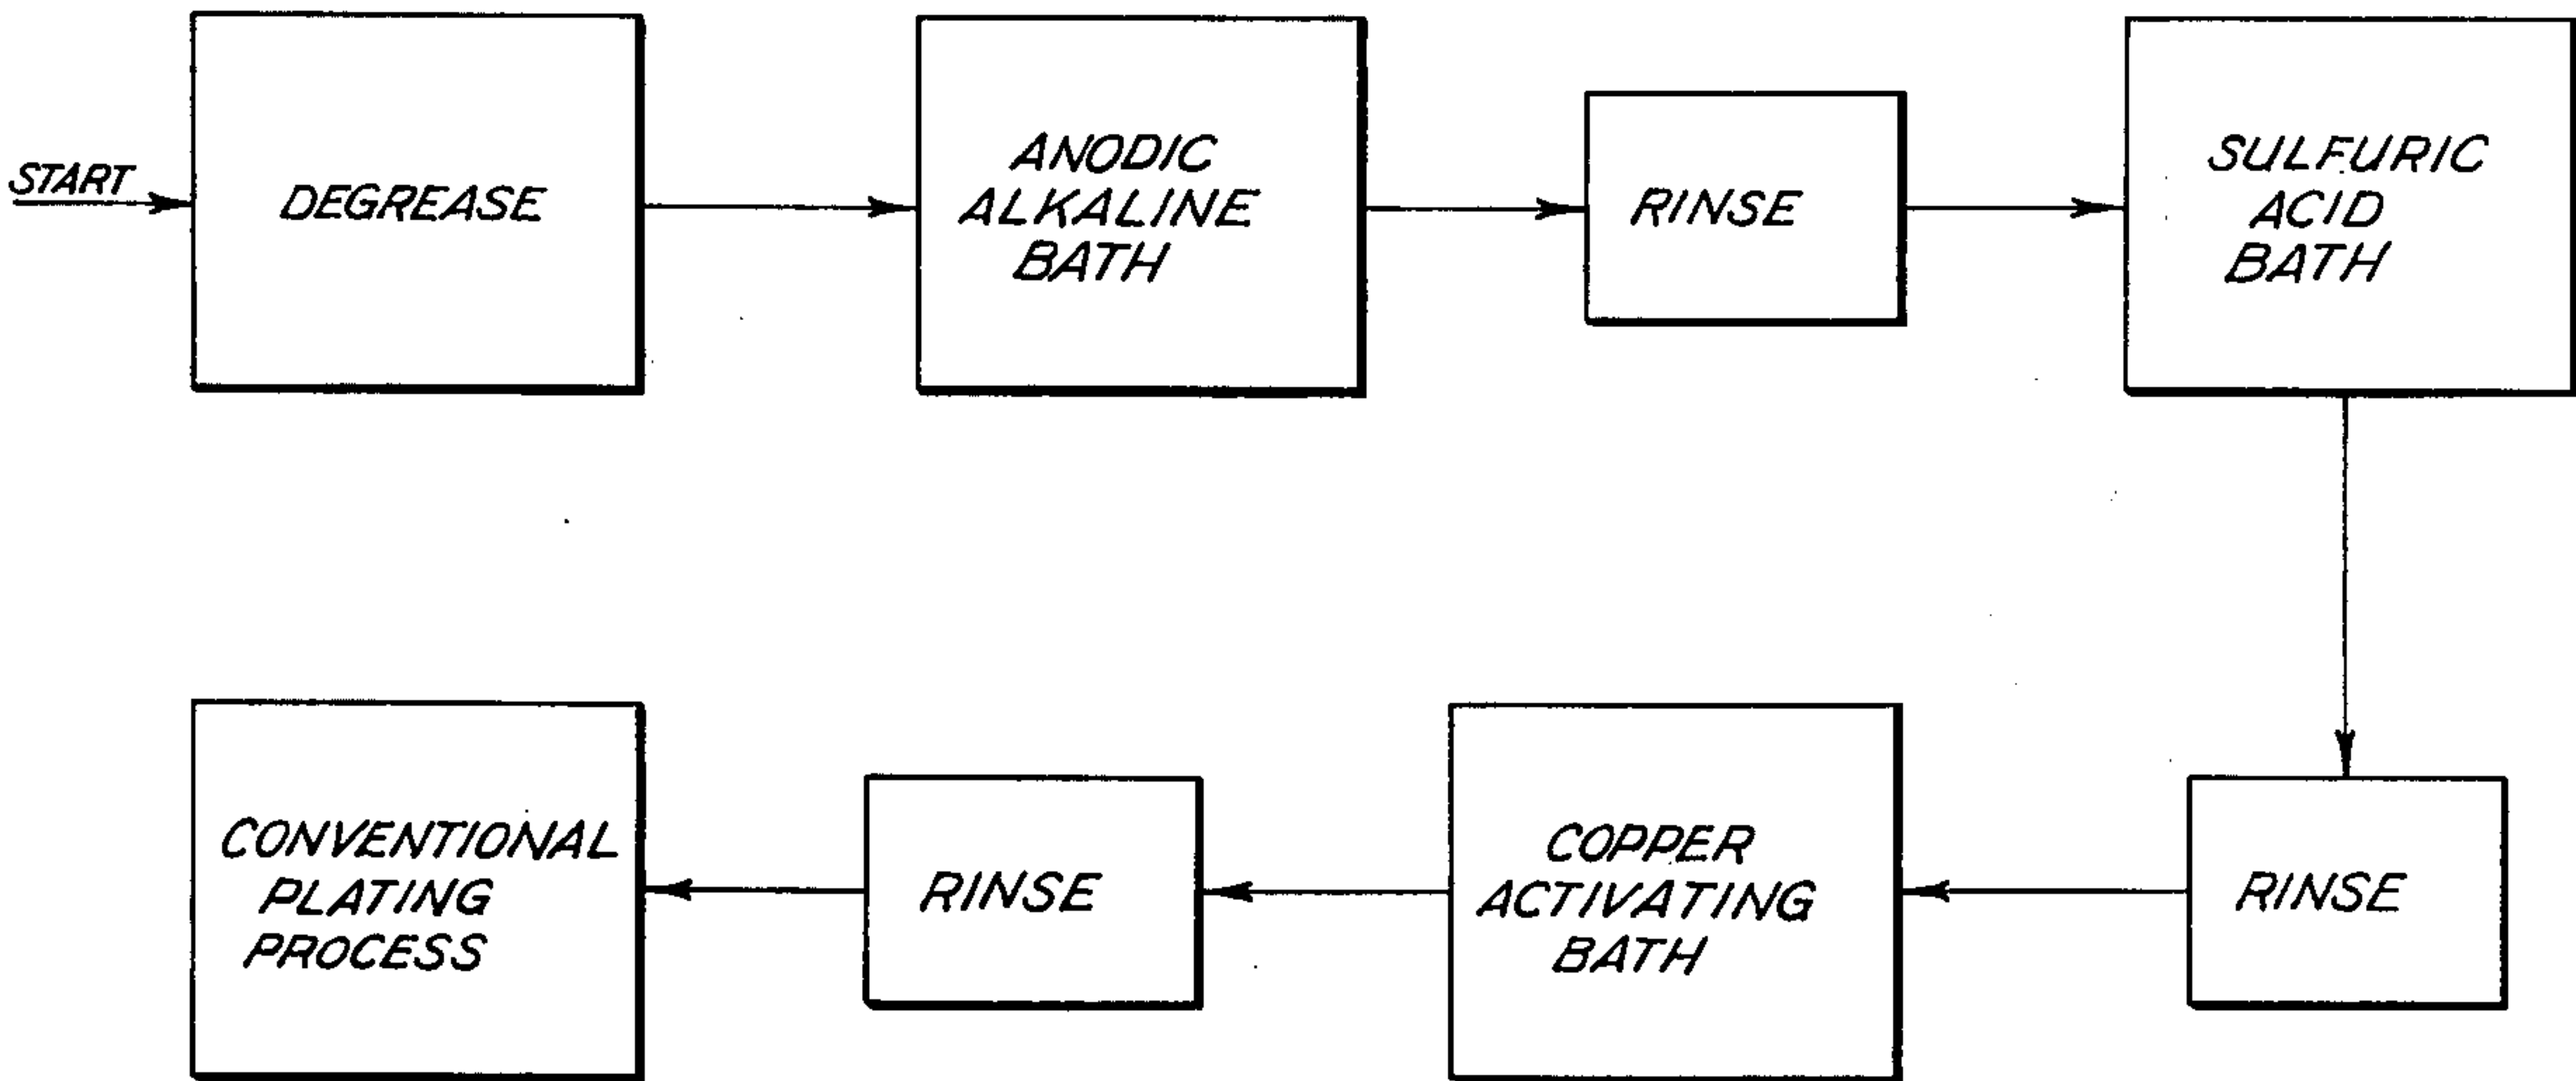 START
DEGREASE
ANODIC
ALKALINE
BATH
RINSE
SULFURIC
ACID
BATH
RINSE
COPPER
ACTIVATING
BATH
RINSE
CONVENTIONAL
PLATING
PROCESS